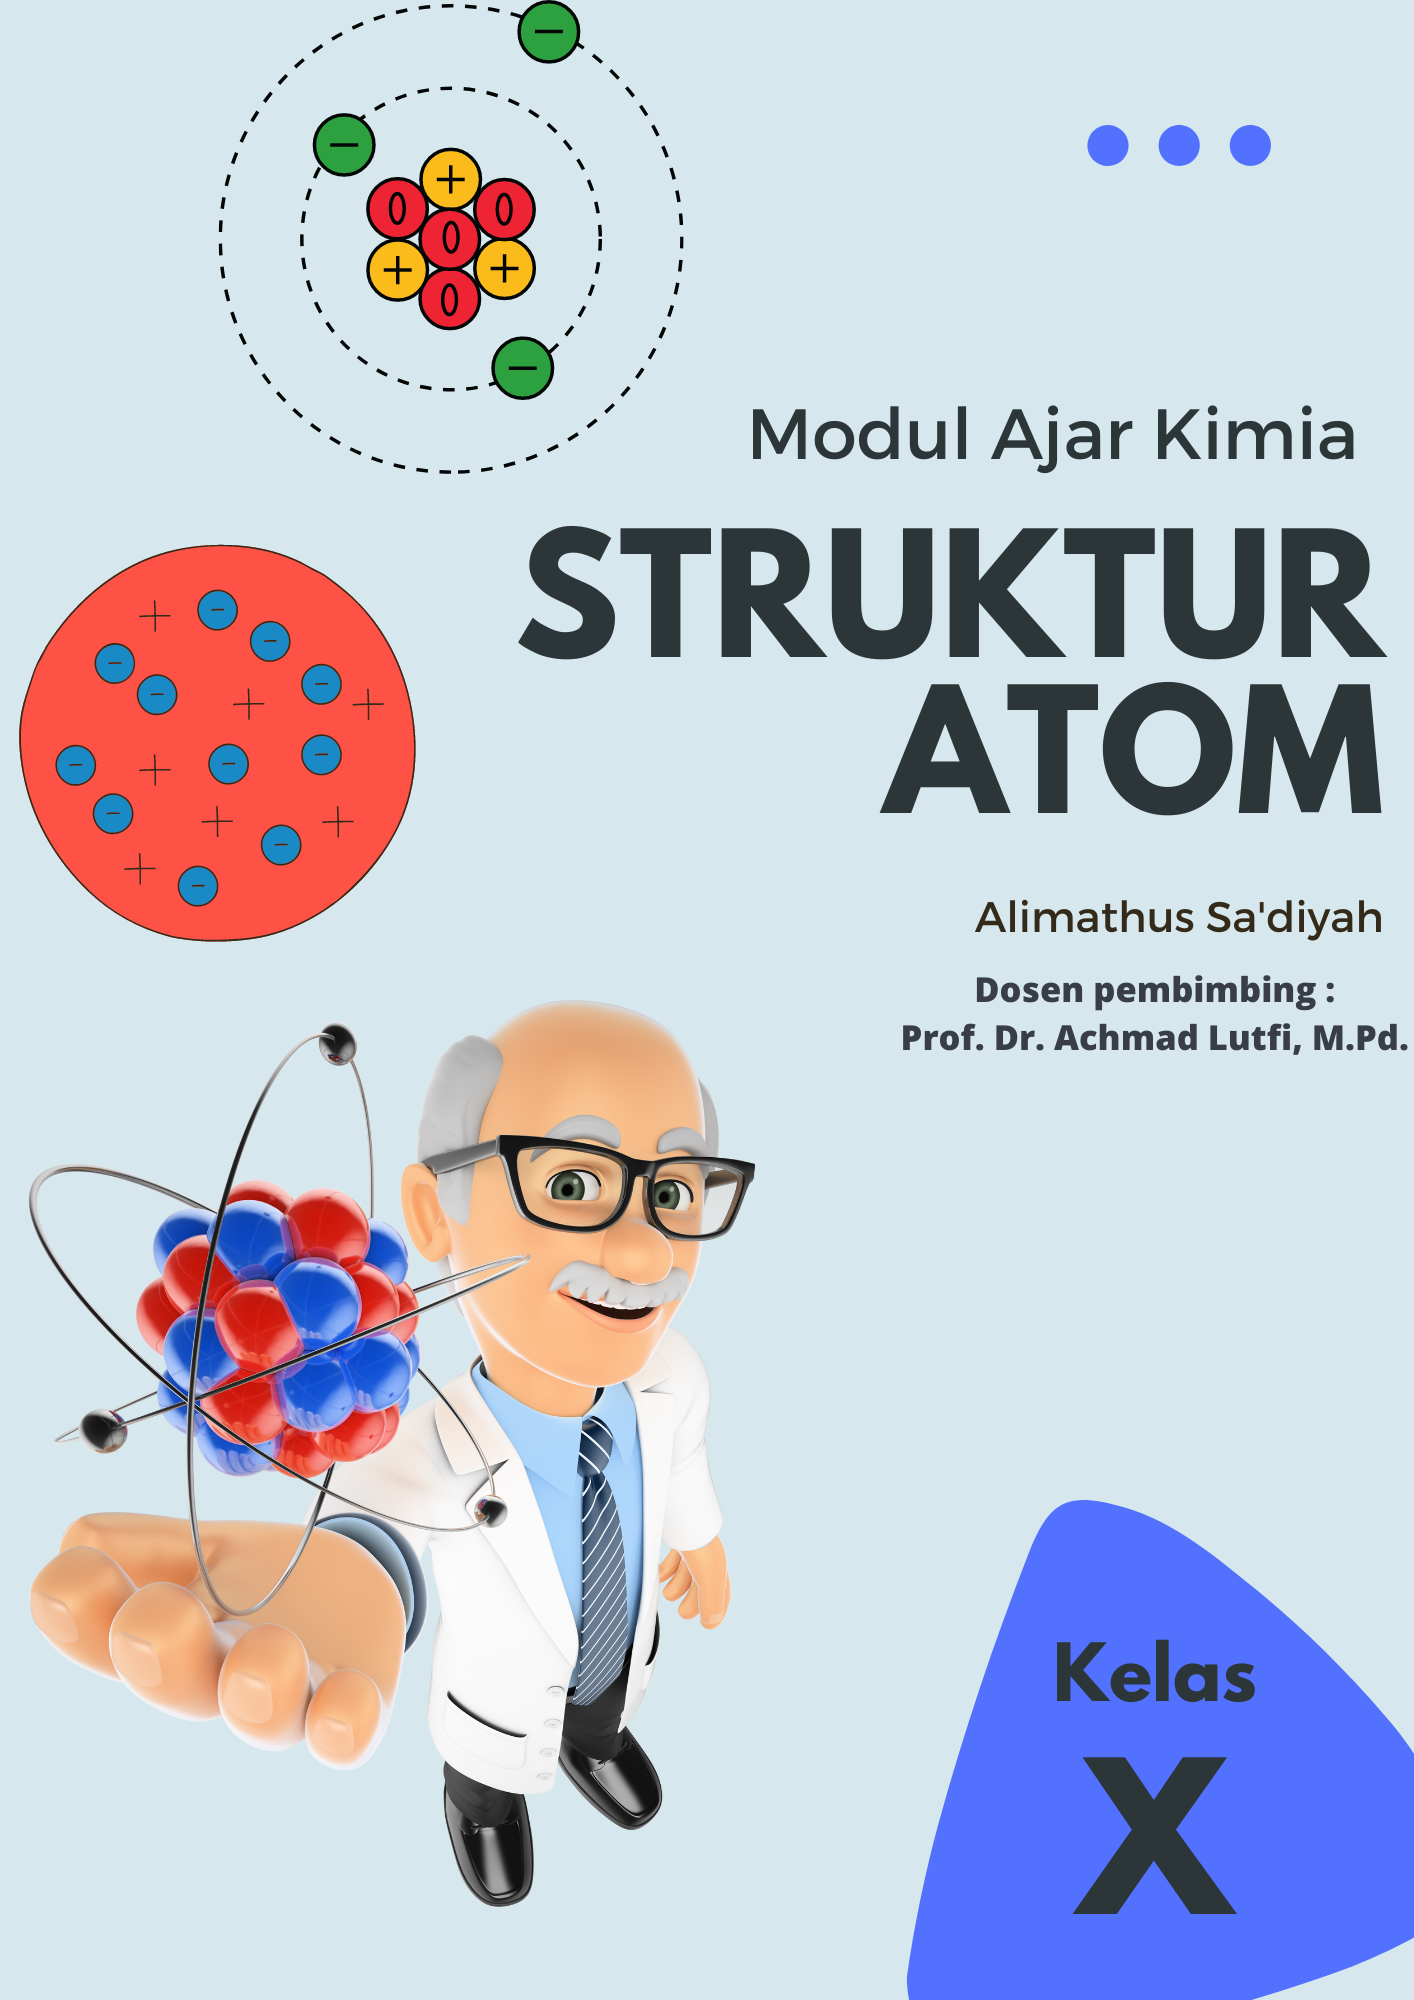 Modul Ajar Kimia
STRUKTUR
ATOM
Alimathus Sa'diyah
Dosen pembimbing :
Prof. Dr. Achmad Lutfi, M.Pd.
Kelas
X